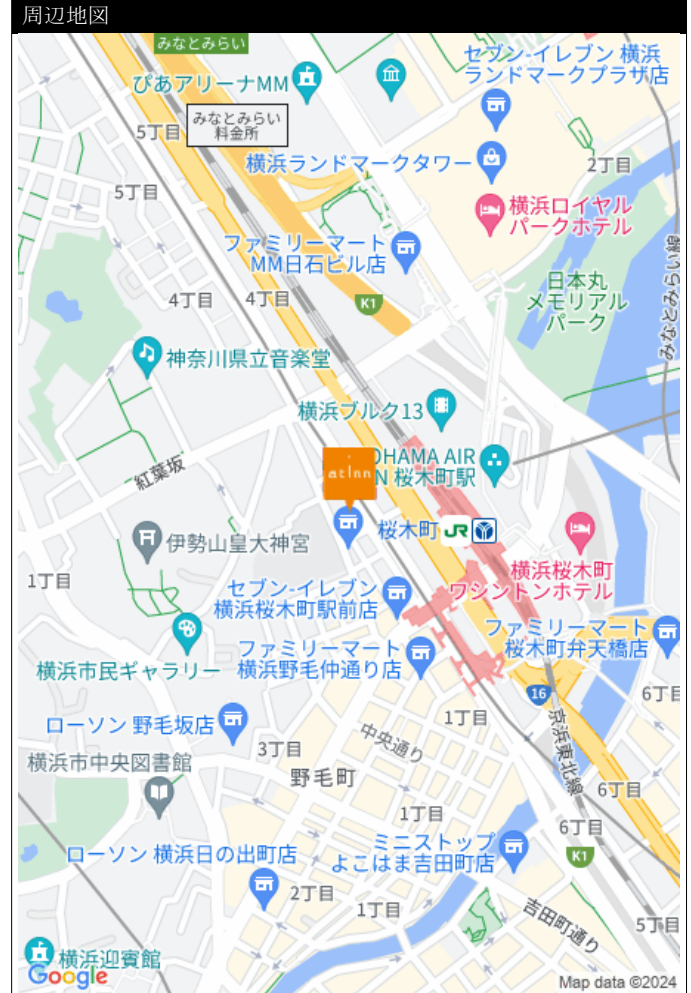 周辺地図
みなとみらい
セブン-イレブン 横浜
ランドマークプラザ店
ぴあアリーナMM
みなとみらい
料金所
5丁目
横浜ランドマークタワー
2丁目
5丁目
横浜ロイヤル
パークホテル
ファミリーマート
MM日石ビル店
みなとみらい線
日本丸
メモリアル
パーク
4丁目
4丁目
K1
神奈川県立音楽堂
横浜ブルク13
OHAMA AIR
N 桜木町駅
at inn
紅葉坂
桜木町 JR
伊勢山皇大神宮
横浜桜木町
ワシントンホテル
1丁目
セブン-イレブン
横浜桜木町駅前店
ファミリーマート
桜木町弁天橋店
ファミリーマート
横浜野毛仲通り店
横浜市民ギャラリー
16
6丁目
1丁目
ローソン 野毛坂店
中央通り
京浜東北線
3丁目
横浜市中央図書館
野毛町
6丁目
1丁目
6丁目
ミニストップ
よこはま吉田町店
K1
ローソン 横浜日の出町店
2丁目
1丁目
吉田町通り
5丁目
横浜迎賓館
Google
Map data ©2024